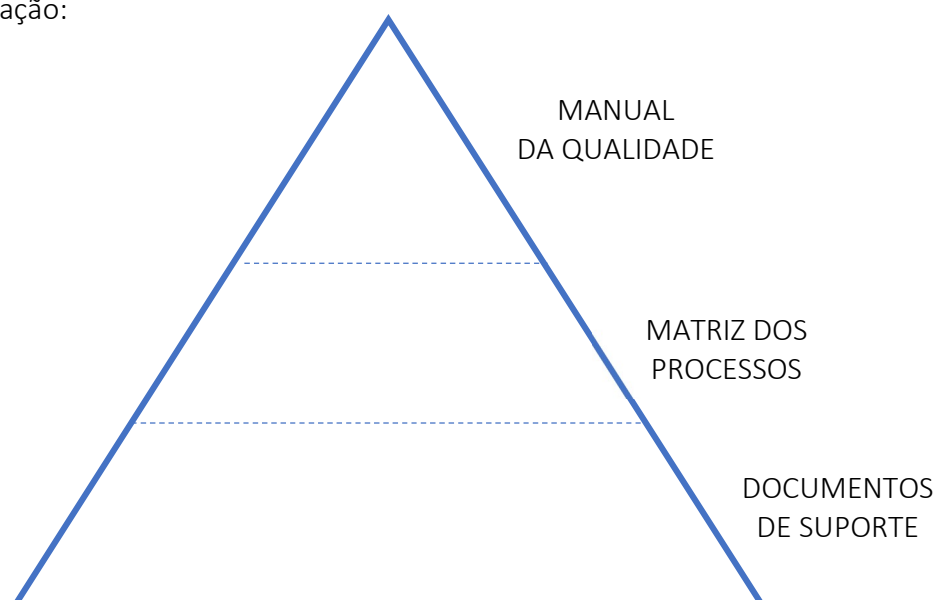 ação:
MANUAL
DA QUALIDADE
MATRIZ DOS
PROCESSOS
DOCUMENTOS
DE SUPORTE